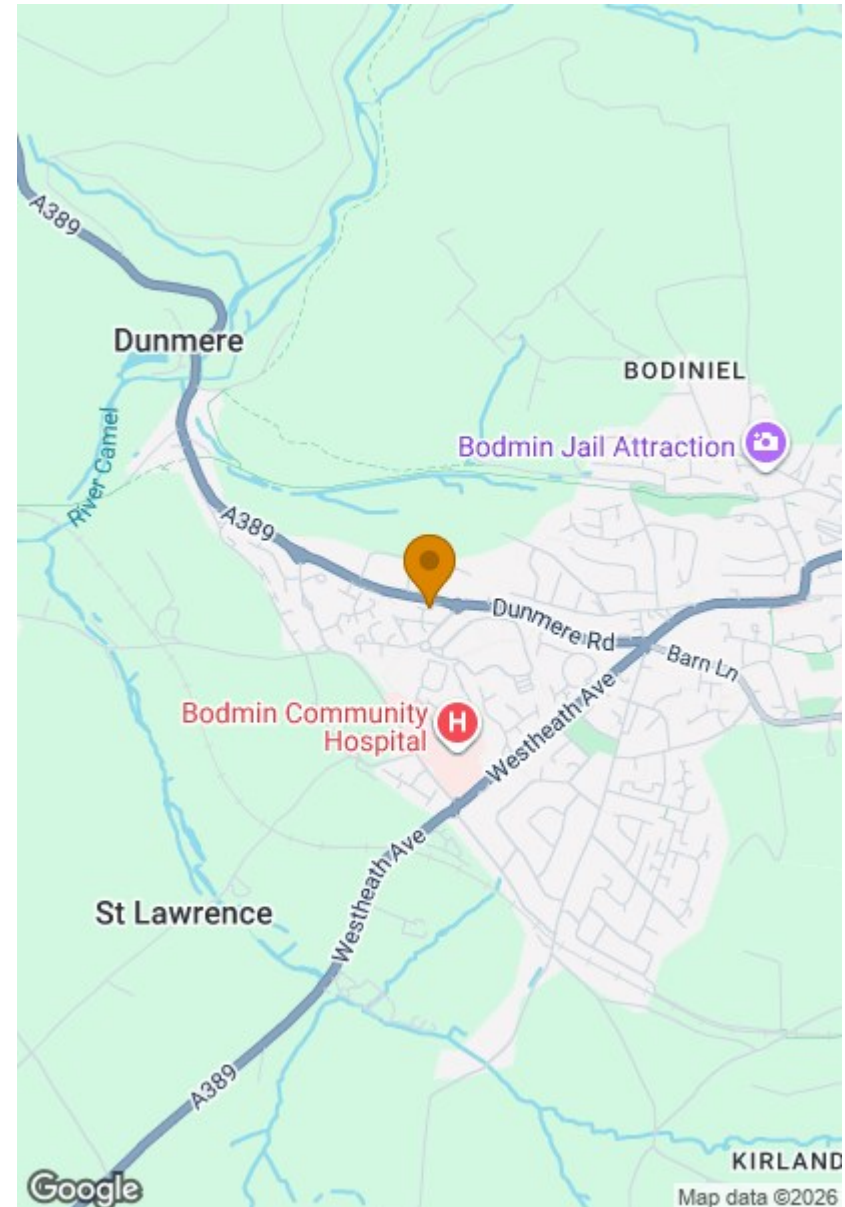 A389
Dunmere
BODINIEL
Bodmin Jail Attraction
River Camel
A389
Dunmere Rd
Barn Ln
Bodmin Community
Hospital
H
Westheath Ave
St Lawrence
Westheath Ave
A389
KIRLAND
Google
Map data ©2026